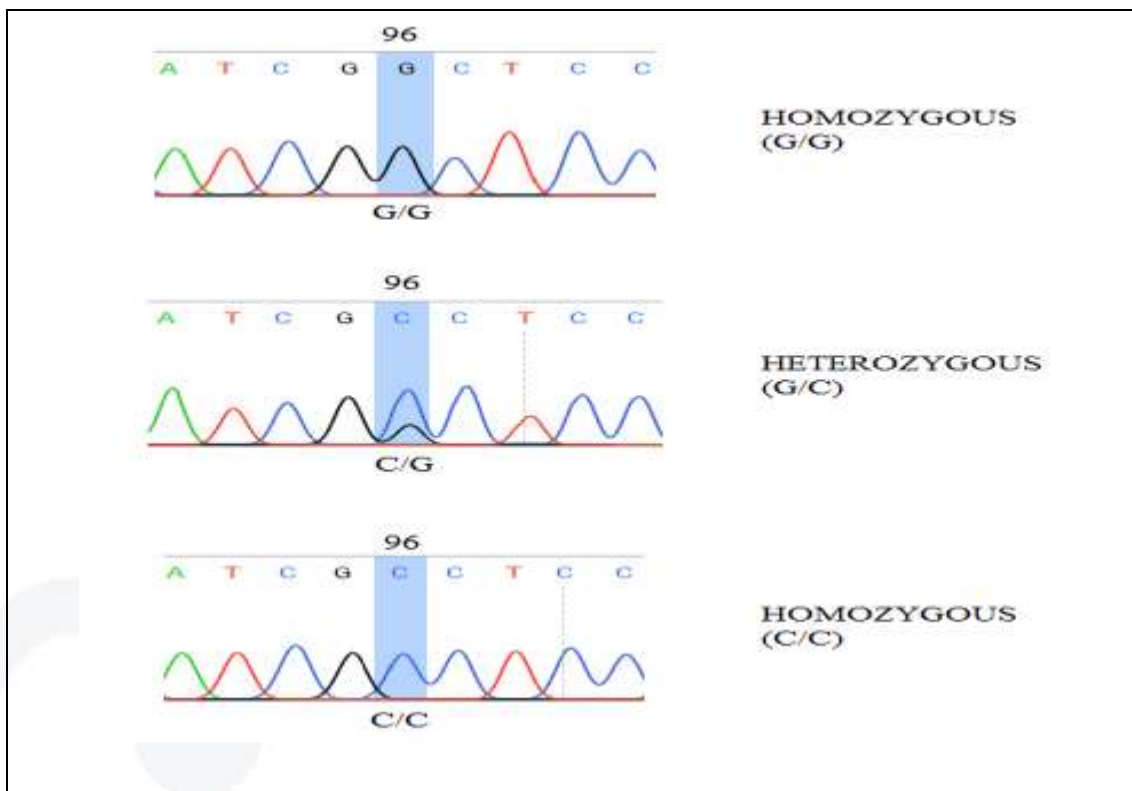 96
A T C G G C T C C
G/G
HOMOZYGOUS
(G/G)
96
A T C G C C T C C
C/G
HETEROZYGOUS
(G/C)
96
A T C G C C T C C
C/C
HOMOZYGOUS
(C/C)